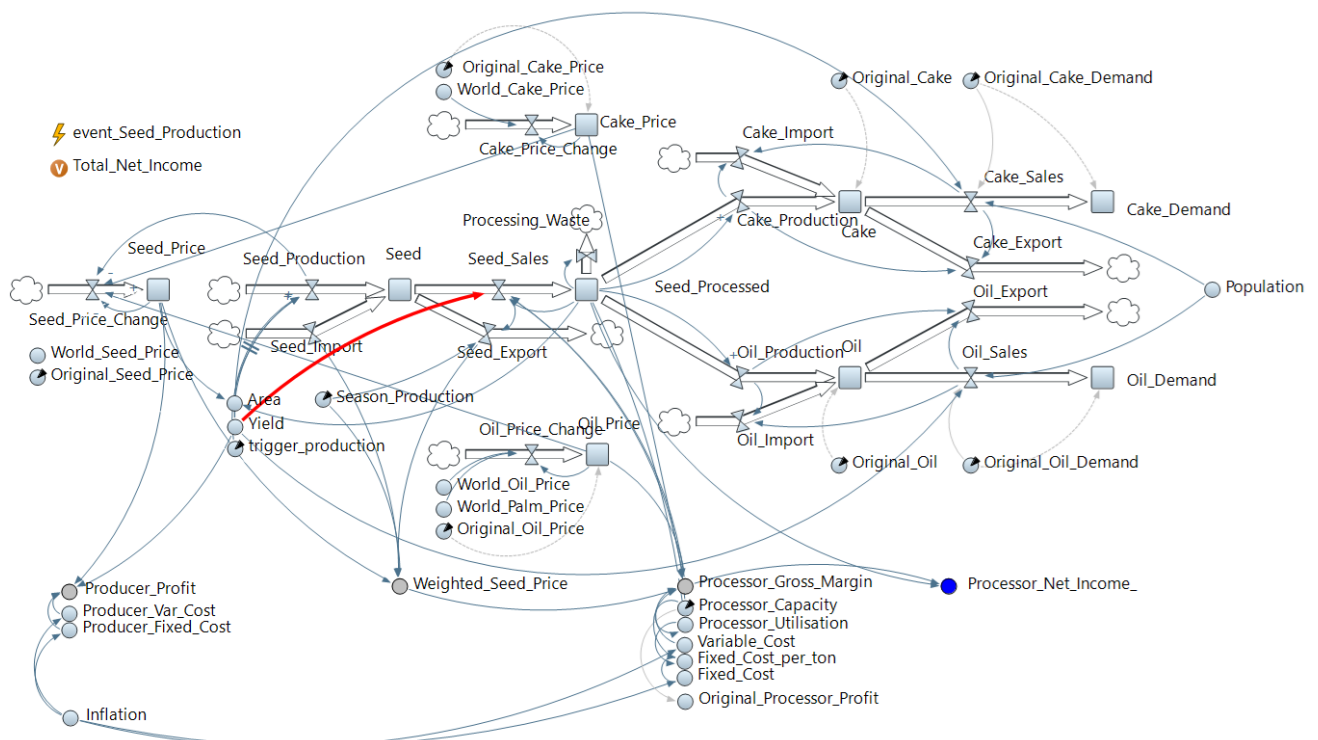 Original_Cake_Price
World_Cake_Price
Original_Cake
Original_Cake_Demand
event_Seed_Production
Total_Net_Income
Cake_Price
Cake_Price_Change
Cake_Import
Cake_Sales
Processing_Waste
Cake_Production
Cake
Cake_Demand
Seed_Price
Seed_Production
Seed
Seed_Sales
Cake_Export
Seed_Processed
Population
Oil_Export
Seed_Price_Change
Seed_Import
Seed_Export
Oil_Production
Oil
Oil_Sales
World_Seed_Price
Original_Seed_Price
Oil_Demand
Area
Season_Production
Yield
Oil_Price_Change
Oil_Price
Oil_Import
trigger_production
Original_Oil
Original_Oil_Demand
World_Oil_Price
World_Palm_Price
Original_Oil_Price
Producer_Profit
Weighted_Seed_Price
Processor_Gross_Margin
Processor_Net_Income_
Producer_Var_Cost
Producer_Fixed_Cost
Processor_Capacity
Processor_Utilisation
Variable_Cost
Fixed_Cost_per_ton
Fixed_Cost
Original_Processor_Profit
Inflation